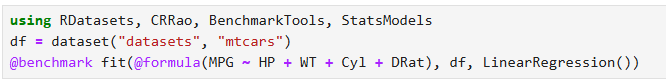 using RDatasets, CRRao, BenchmarkTools, StatsModels
df = dataset("datasets", "mtcars")
@benchmark fit(@formula(MPG ~ HP + WT + Cyl + DRat), df, LinearRegression())